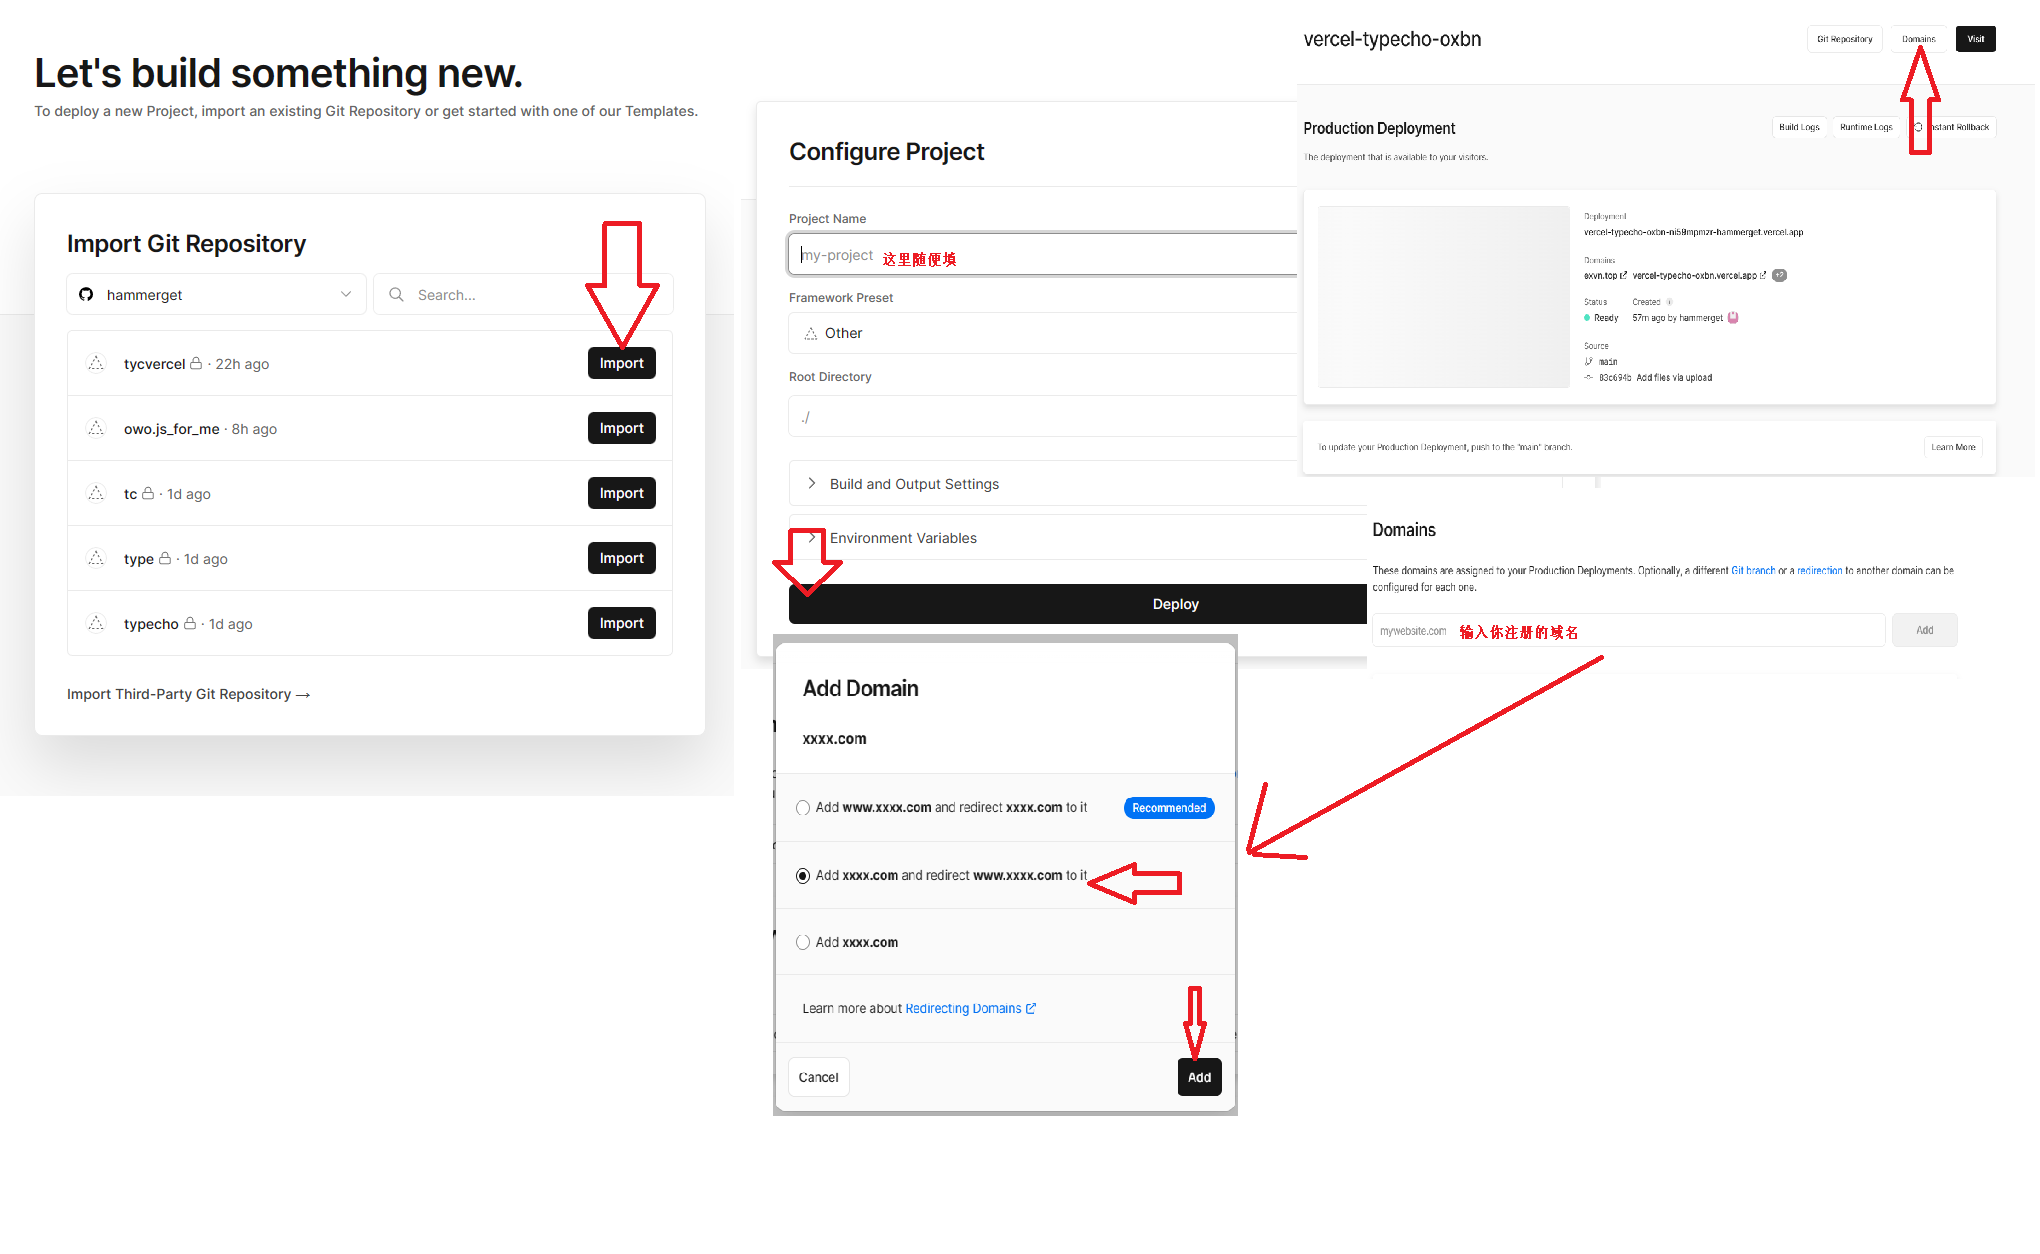 Let's build something new.
To deploy a new Project, import an existing Git Repository or get started with one of our Templates.
Import Git Repository
hammerget
Search...
tycvercel · 22h ago
Import
owo.js_for_me · 8h ago
Import
tc · 1d ago
Import
type · 1d ago
Import
typecho · 1d ago
Import
Import Third-Party Git Repository →
Configure Project
Project Name
my-project 这里随便填
Framework Preset
Other
Root Directory
./
Build and Output Settings
Environment Variables
Deploy
vercel-typecho-oxbn
Git Repository
Domains
Visit
Production Deployment
Build Logs
Runtime Logs
Instant Rollback
The deployment that is available to your visitors.
Deployment
vercel-typecho-oxbn-ni59mpmzr-hammerget.vercel.app
Domains
exvn.top vercel-typecho-oxbn.vercel.app +2
Status Created
Ready 57m ago by hammerget
Source
main
83c694b Add files via upload
To update your Production Deployment, push to the "main" branch.
Learn More
Domains
These domains are assigned to your Production Deployments. Optionally, a different Git branch or a redirection to another domain can be
configured for each one.
mywebsite.com 输入你注册的域名
Add
Add Domain
xxxx.com
Add www.xxxx.com and redirect xxxx.com to it
Recommended
Add xxxx.com and redirect www.xxxx.com to it
Add xxxx.com
Learn more about Redirecting Domains
Cancel
Add